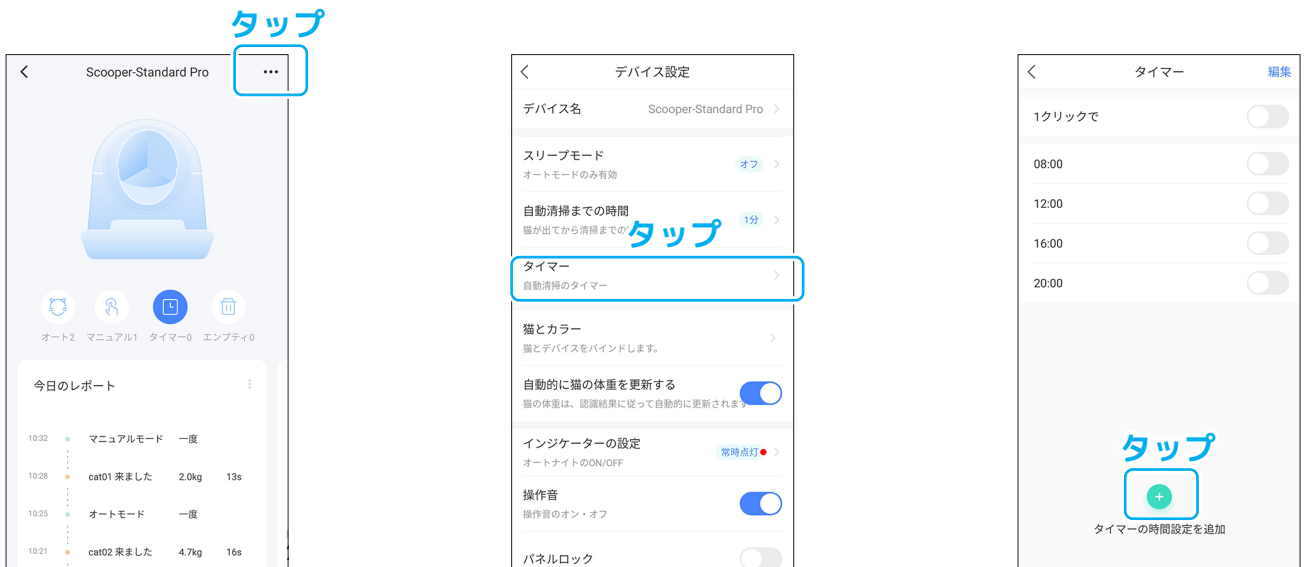 タップ
Scooper-Standard Pro
オート2
マニュアル1
タイマー0
エンプティ0
今日のレポート
10:32 マニュアルモード 一度
10:28 cat01 来ました 2.0kg 13s
10:25 オートモード 一度
10:21 cat02 来ました 4.7kg 16s
デバイス設定
デバイス名 Scooper-Standard Pro
スリープモード
オートモードのみ有効
オフ
自動清掃までの時間
猫が出てから清掃までの
1分
タップ
タイマー
自動清掃のタイマー
猫とカラー
猫とデバイスをバインドします。
自動的に猫の体重を更新する
猫の体重は、認識結果に従って自動的に更新されます
インジケーターの設定
オートナイトのON/OFF
常時点灯
操作音
操作音のオン・オフ
パネルロック
タイマー
編集
1クリックで
08:00
12:00
16:00
20:00
タップ
タイマーの時間設定を追加